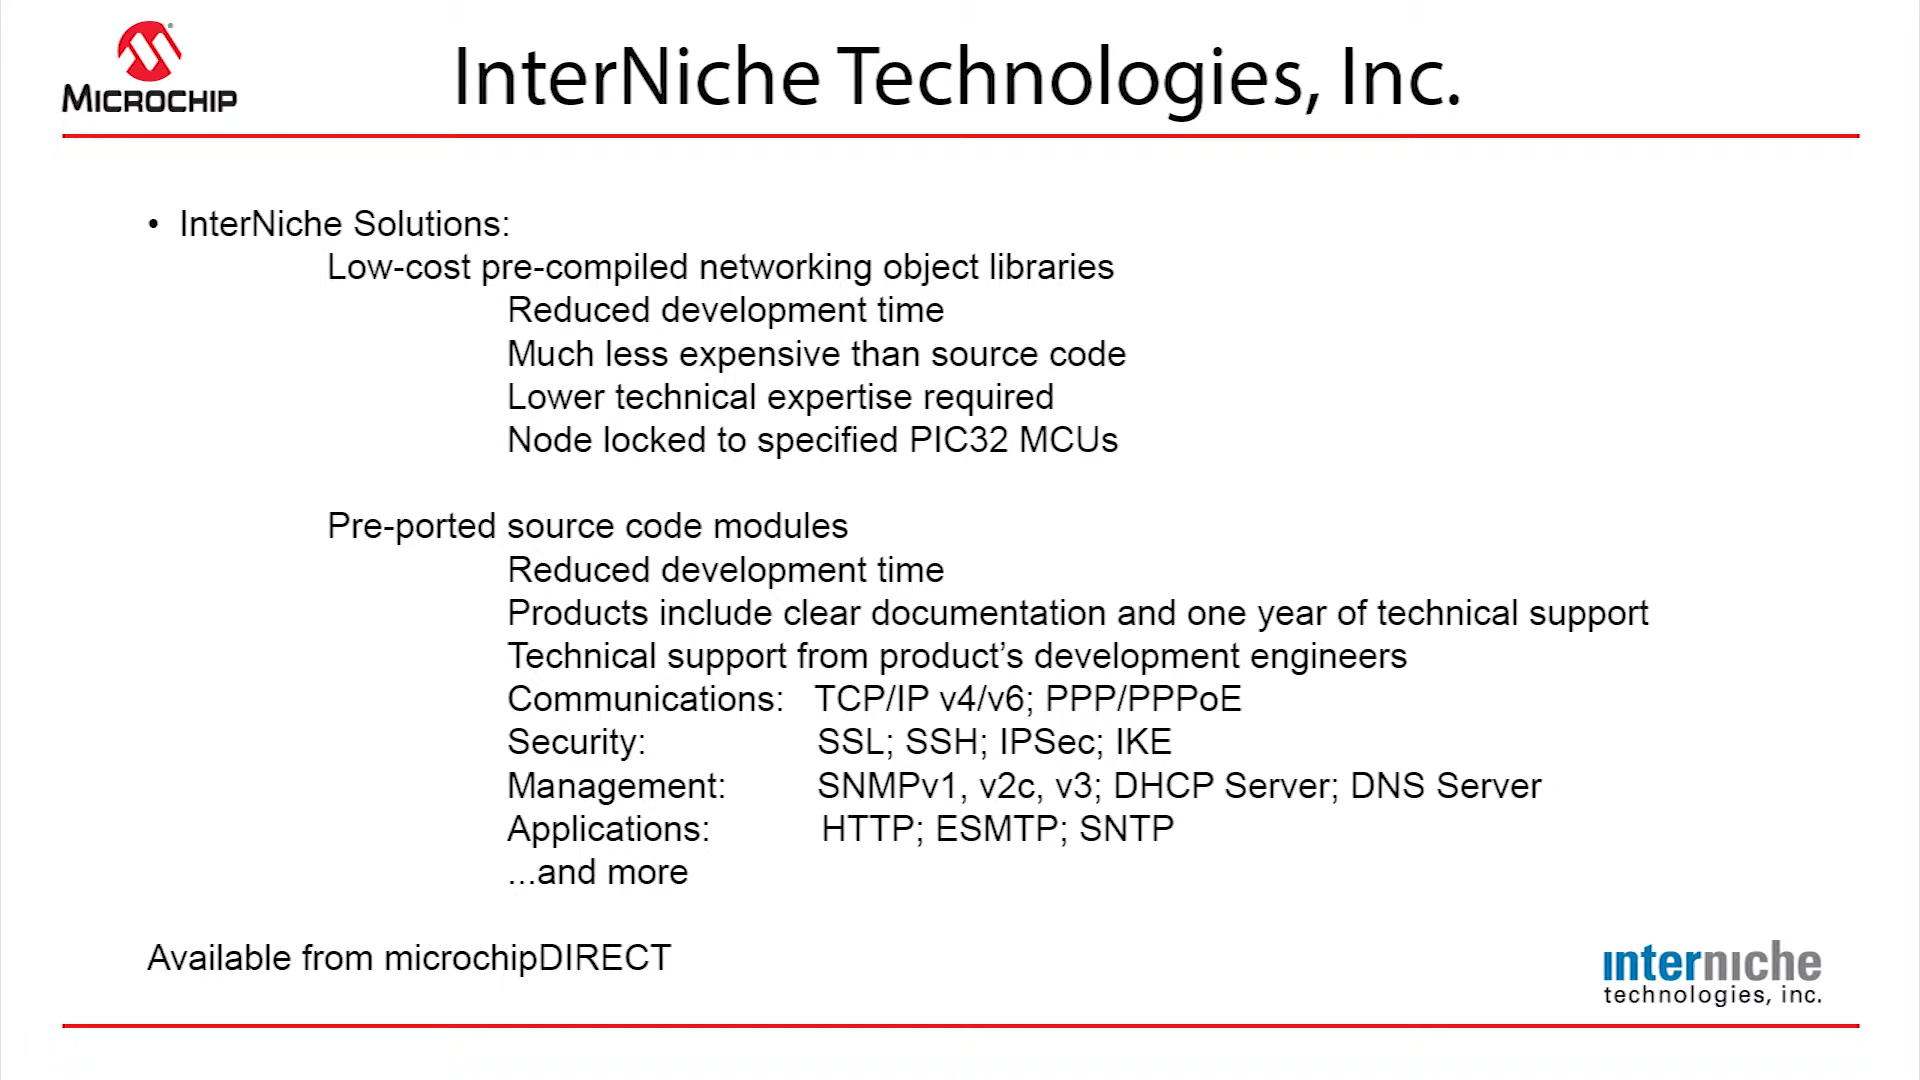 MICROCHIP
InterNiche Technologies, Inc.
• InterNiche Solutions:
Low-cost pre-compiled networking object libraries
Reduced development time
Much less expensive than source code
Lower technical expertise required
Node locked to specified PIC32 MCUs
Pre-ported source code modules
Reduced development time
Products include clear documentation and one year of technical support
Technical support from product’s development engineers
Communications: TCP/IP v4/v6; PPP/PPPoE
Security: SSL; SSH; IPSec; IKE
Management: SNMPv1, v2c, v3; DHCP Server; DNS Server
Applications: HTTP; ESMTP; SNTP
...and more
Available from microchipDIRECT
interniche
technologies, inc.